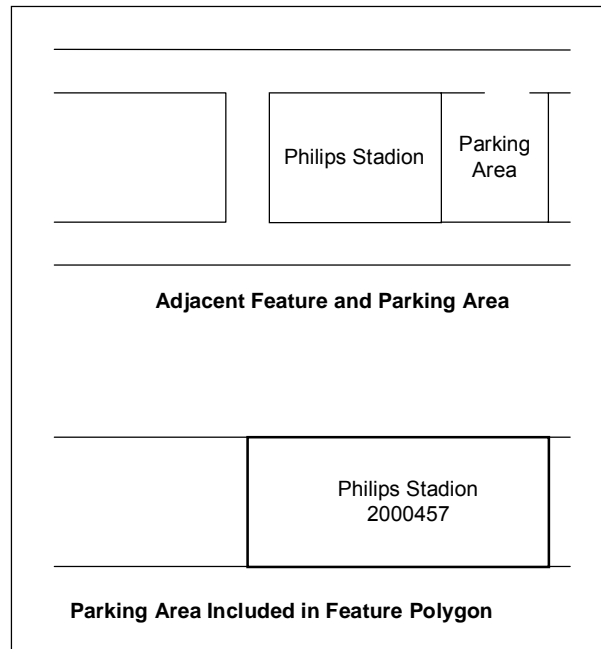 Philips Stadion
Parking
Area
Adjacent Feature and Parking Area
Philips Stadion
2000457
Parking Area Included in Feature Polygon